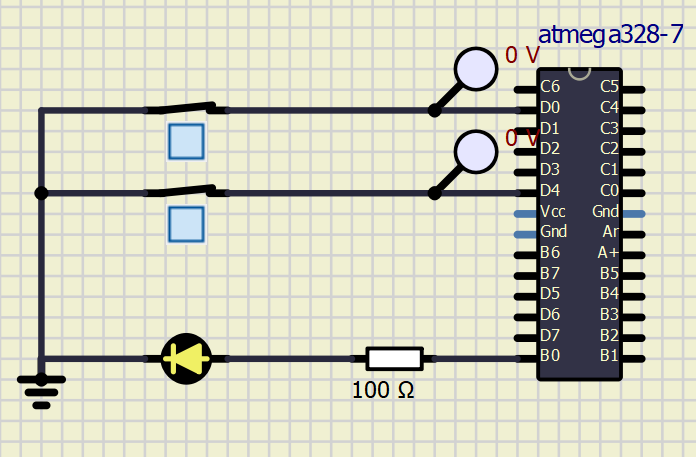 atmega328-7
0 V
C6 C5
D0 C4
0 V
D1 C3
D2 C2
D3 C1
D4 C0
Vcc Gnd
Gnd Ar
B6 A+
B7 B5
D5 B4
D6 B3
D7 B2
B0 B1
100 Ω